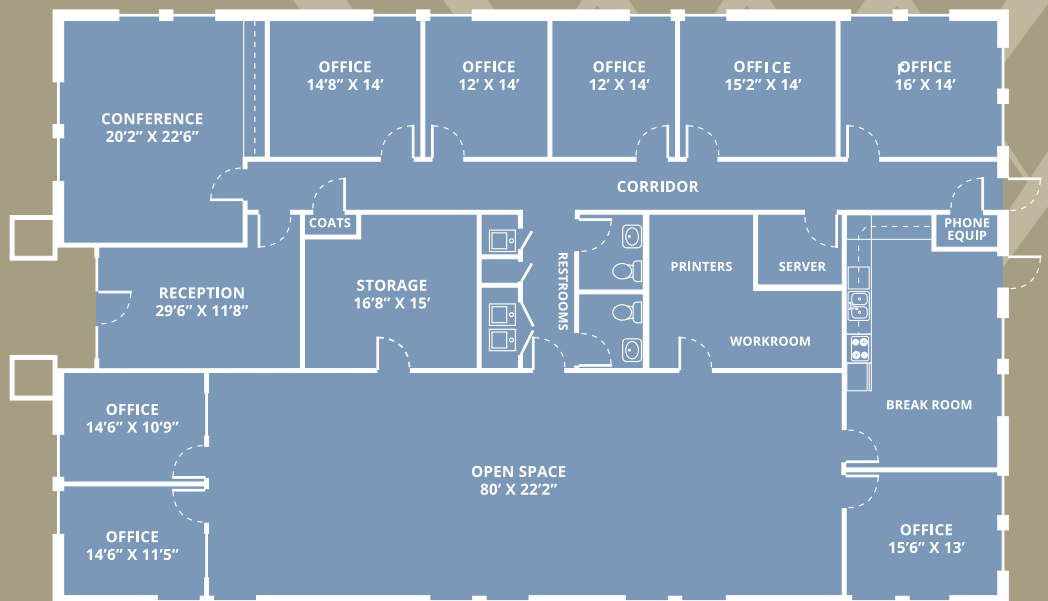 CONFERENCE
20'2" X 22'6"
OFFICE
14'8" X 14'
OFFICE
12' X 14'
OFFICE
12' X 14'
OFFICE
15'2" X 14'
OFFICE
16' X 14'
CORRIDOR
COATS
PHONE
EQUIP
RECEPTION
29'6" X 11'8"
STORAGE
16'8" X 15'
RESTROOMS
PRINTERS
SERVER
WORKROOM
BREAK ROOM
OFFICE
14'6" X 10'9"
OPEN SPACE
80' X 22'2"
OFFICE
14'6" X 11'5"
OFFICE
15'6" X 13'